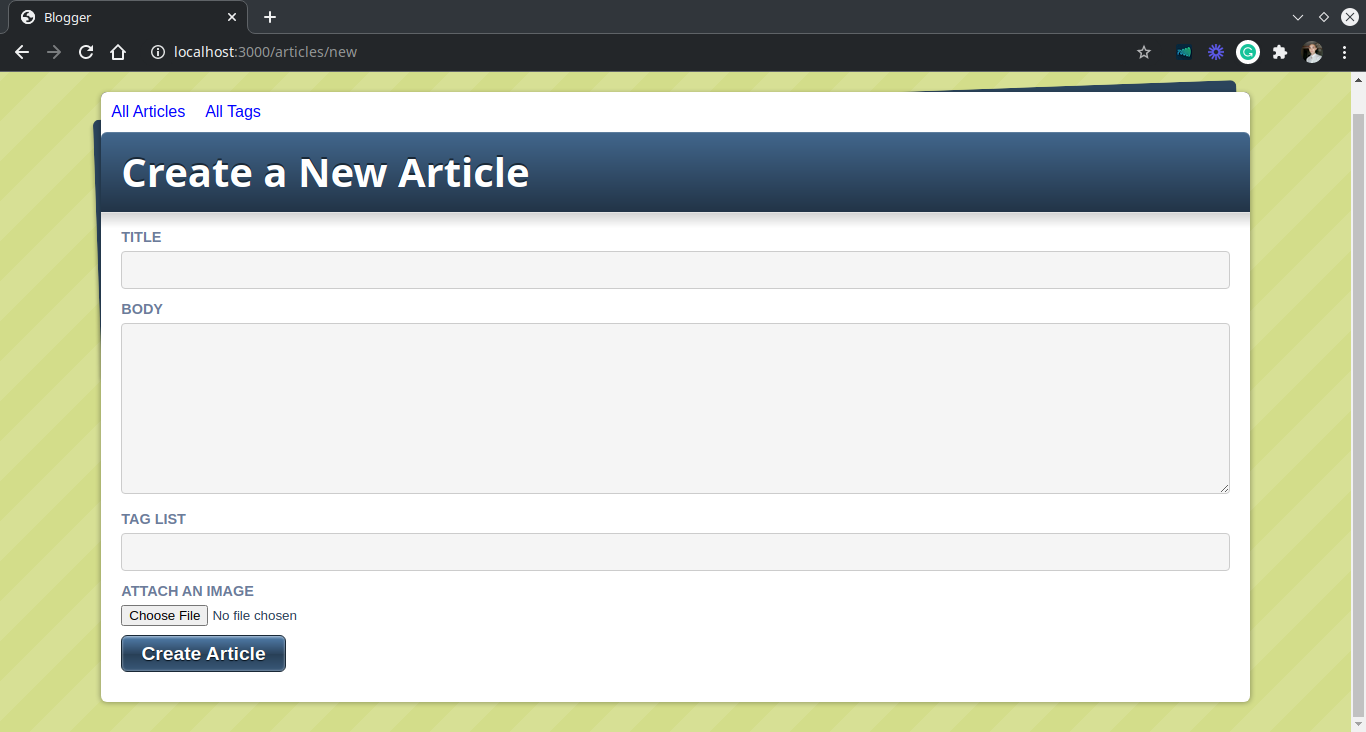 Blogger
localhost:3000/articles/new
All Articles All Tags
Create a New Article
TITLE
BODY
TAG LIST
ATTACH AN IMAGE
Choose File No file chosen
Create Article